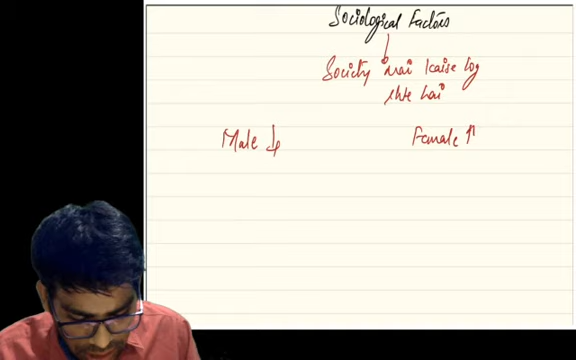 Sociological Factors
Society mai kaise log
rhte hai
Male ↓
Female ↑